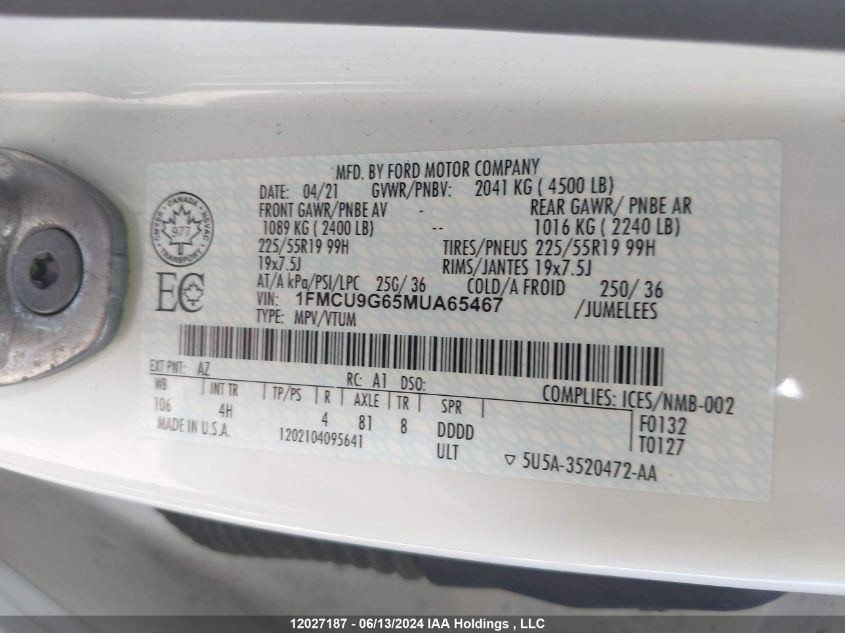 MFD. BY FORD MOTOR COMPANY
DATE: 04/21 GVWR/PNBV: 2041 KG ( 4500 LB)
FRONT GAWR/PNBE AV - REAR GAWR/ PNBE AR
1089 KG ( 2400 LB) -- 1016 KG ( 2240 LB)
225/55R19 99H TIRES/PNEUS 225/55R19 99H
19x7.5J RIMS/JANTES 19x7.5J
AT/A kPa/PSI/LPC 250/ 36 COLD/A FROID 250/ 36
VIN: 1FMCU9G65MUA65467 /JUMELEES
TYPE: MPV/VTUM
CANADA
977
TRANSPORT
EC
EXT PNT: AZ RC: A1 DSO: COMPLIES: ICES/NMB-002
WB INT TR TP/PS R AXLE TR SPR
106 4H 4 81 8 DDDD F0132
MADE IN U.S.A. 1202104095641 ULT T0127
▽ 5U5A-3520472-AA
12027187 - 06/13/2024 IAA Holdings , LLC